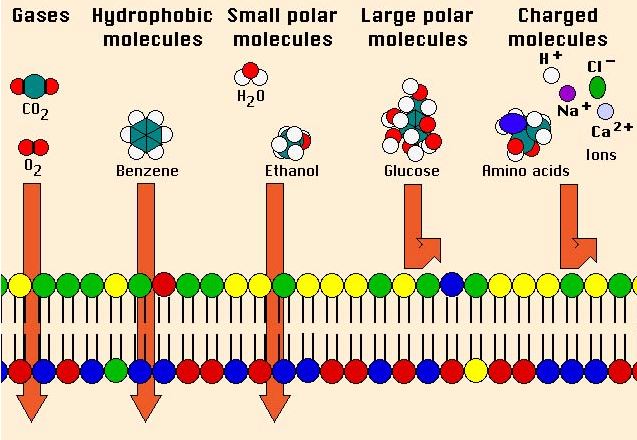 Gases
Hydrophobic
molecules
Small polar
molecules
Large polar
molecules
Charged
molecules
CO2
O2
Benzene
H2O
Ethanol
Glucose
Amino acids
H+
Cl−
Na+
Ca2+
Ions